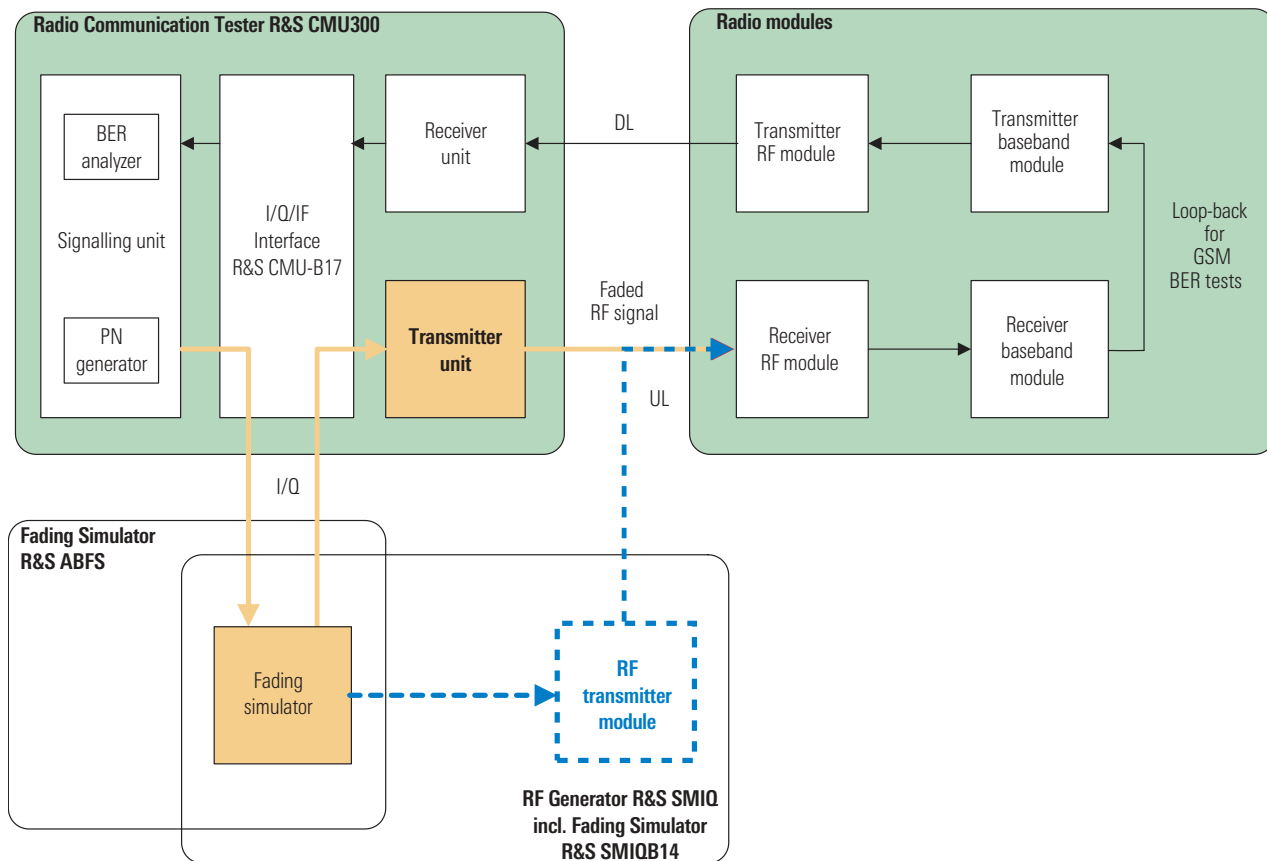 Radio Communication Tester R&S CMU300
BER
analyzer
Signalling unit
PN
generator
I/Q/IF
Interface
R&S CMU-B17
Receiver
unit
Transmitter
unit
DL
Faded
RF signal
UL
Radio modules
Transmitter
RF module
Transmitter
baseband
module
Receiver
RF module
Receiver
baseband
module
Loop-back
for
GSM
BER tests
I/Q
Fading Simulator
R&S ABFS
Fading
simulator
RF
transmitter
module
RF Generator R&S SMIQ
incl. Fading Simulator
R&S SMIQB14